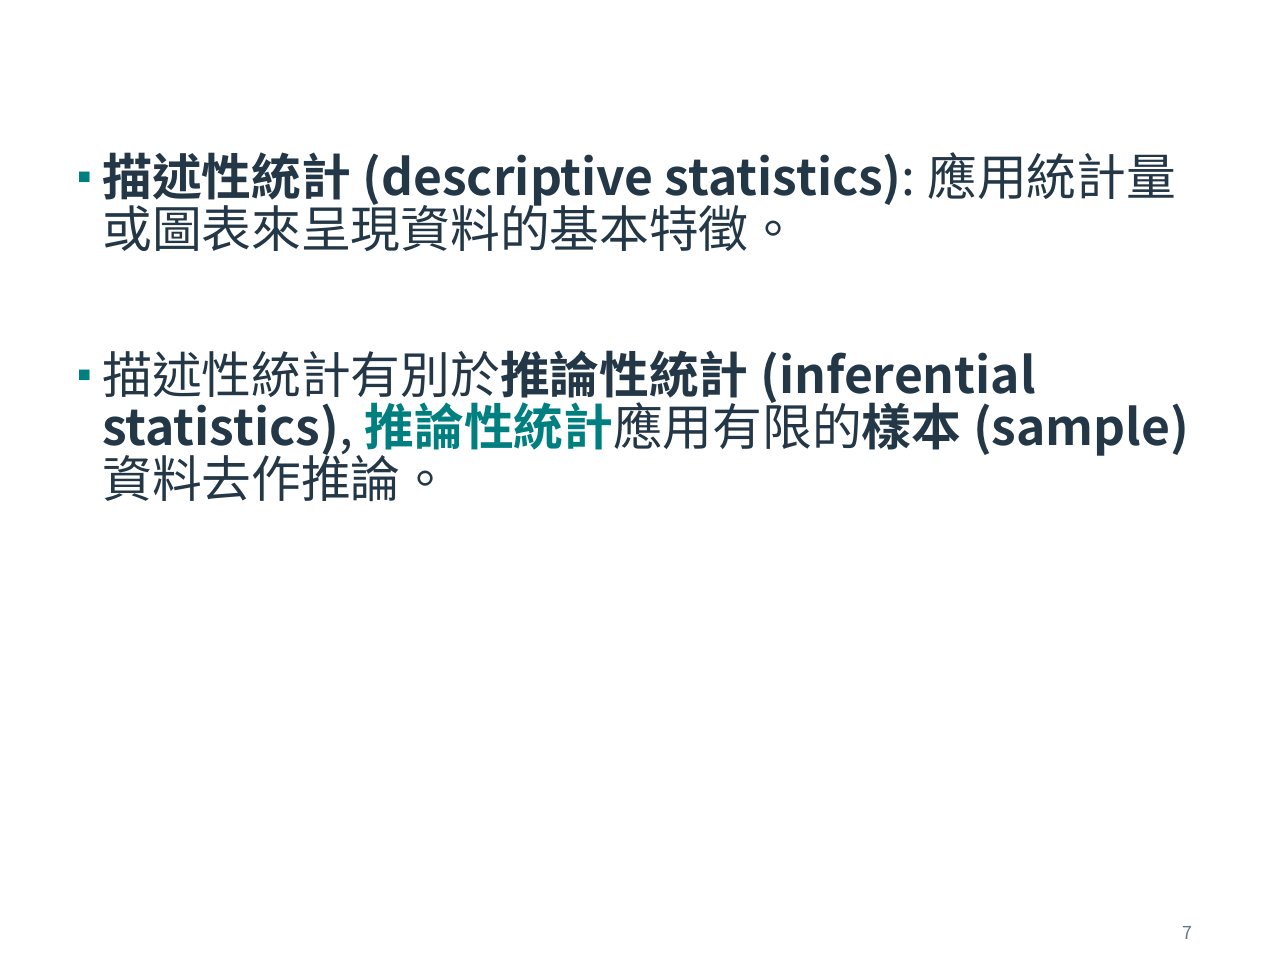 ▪ 描述性統計 (descriptive statistics): 應用統計量
或圖表來呈現資料的基本特徵。
▪ 描述性統計有別於推論性統計 (inferential
statistics), 推論性統計應用有限的樣本 (sample)
資料去作推論。
7